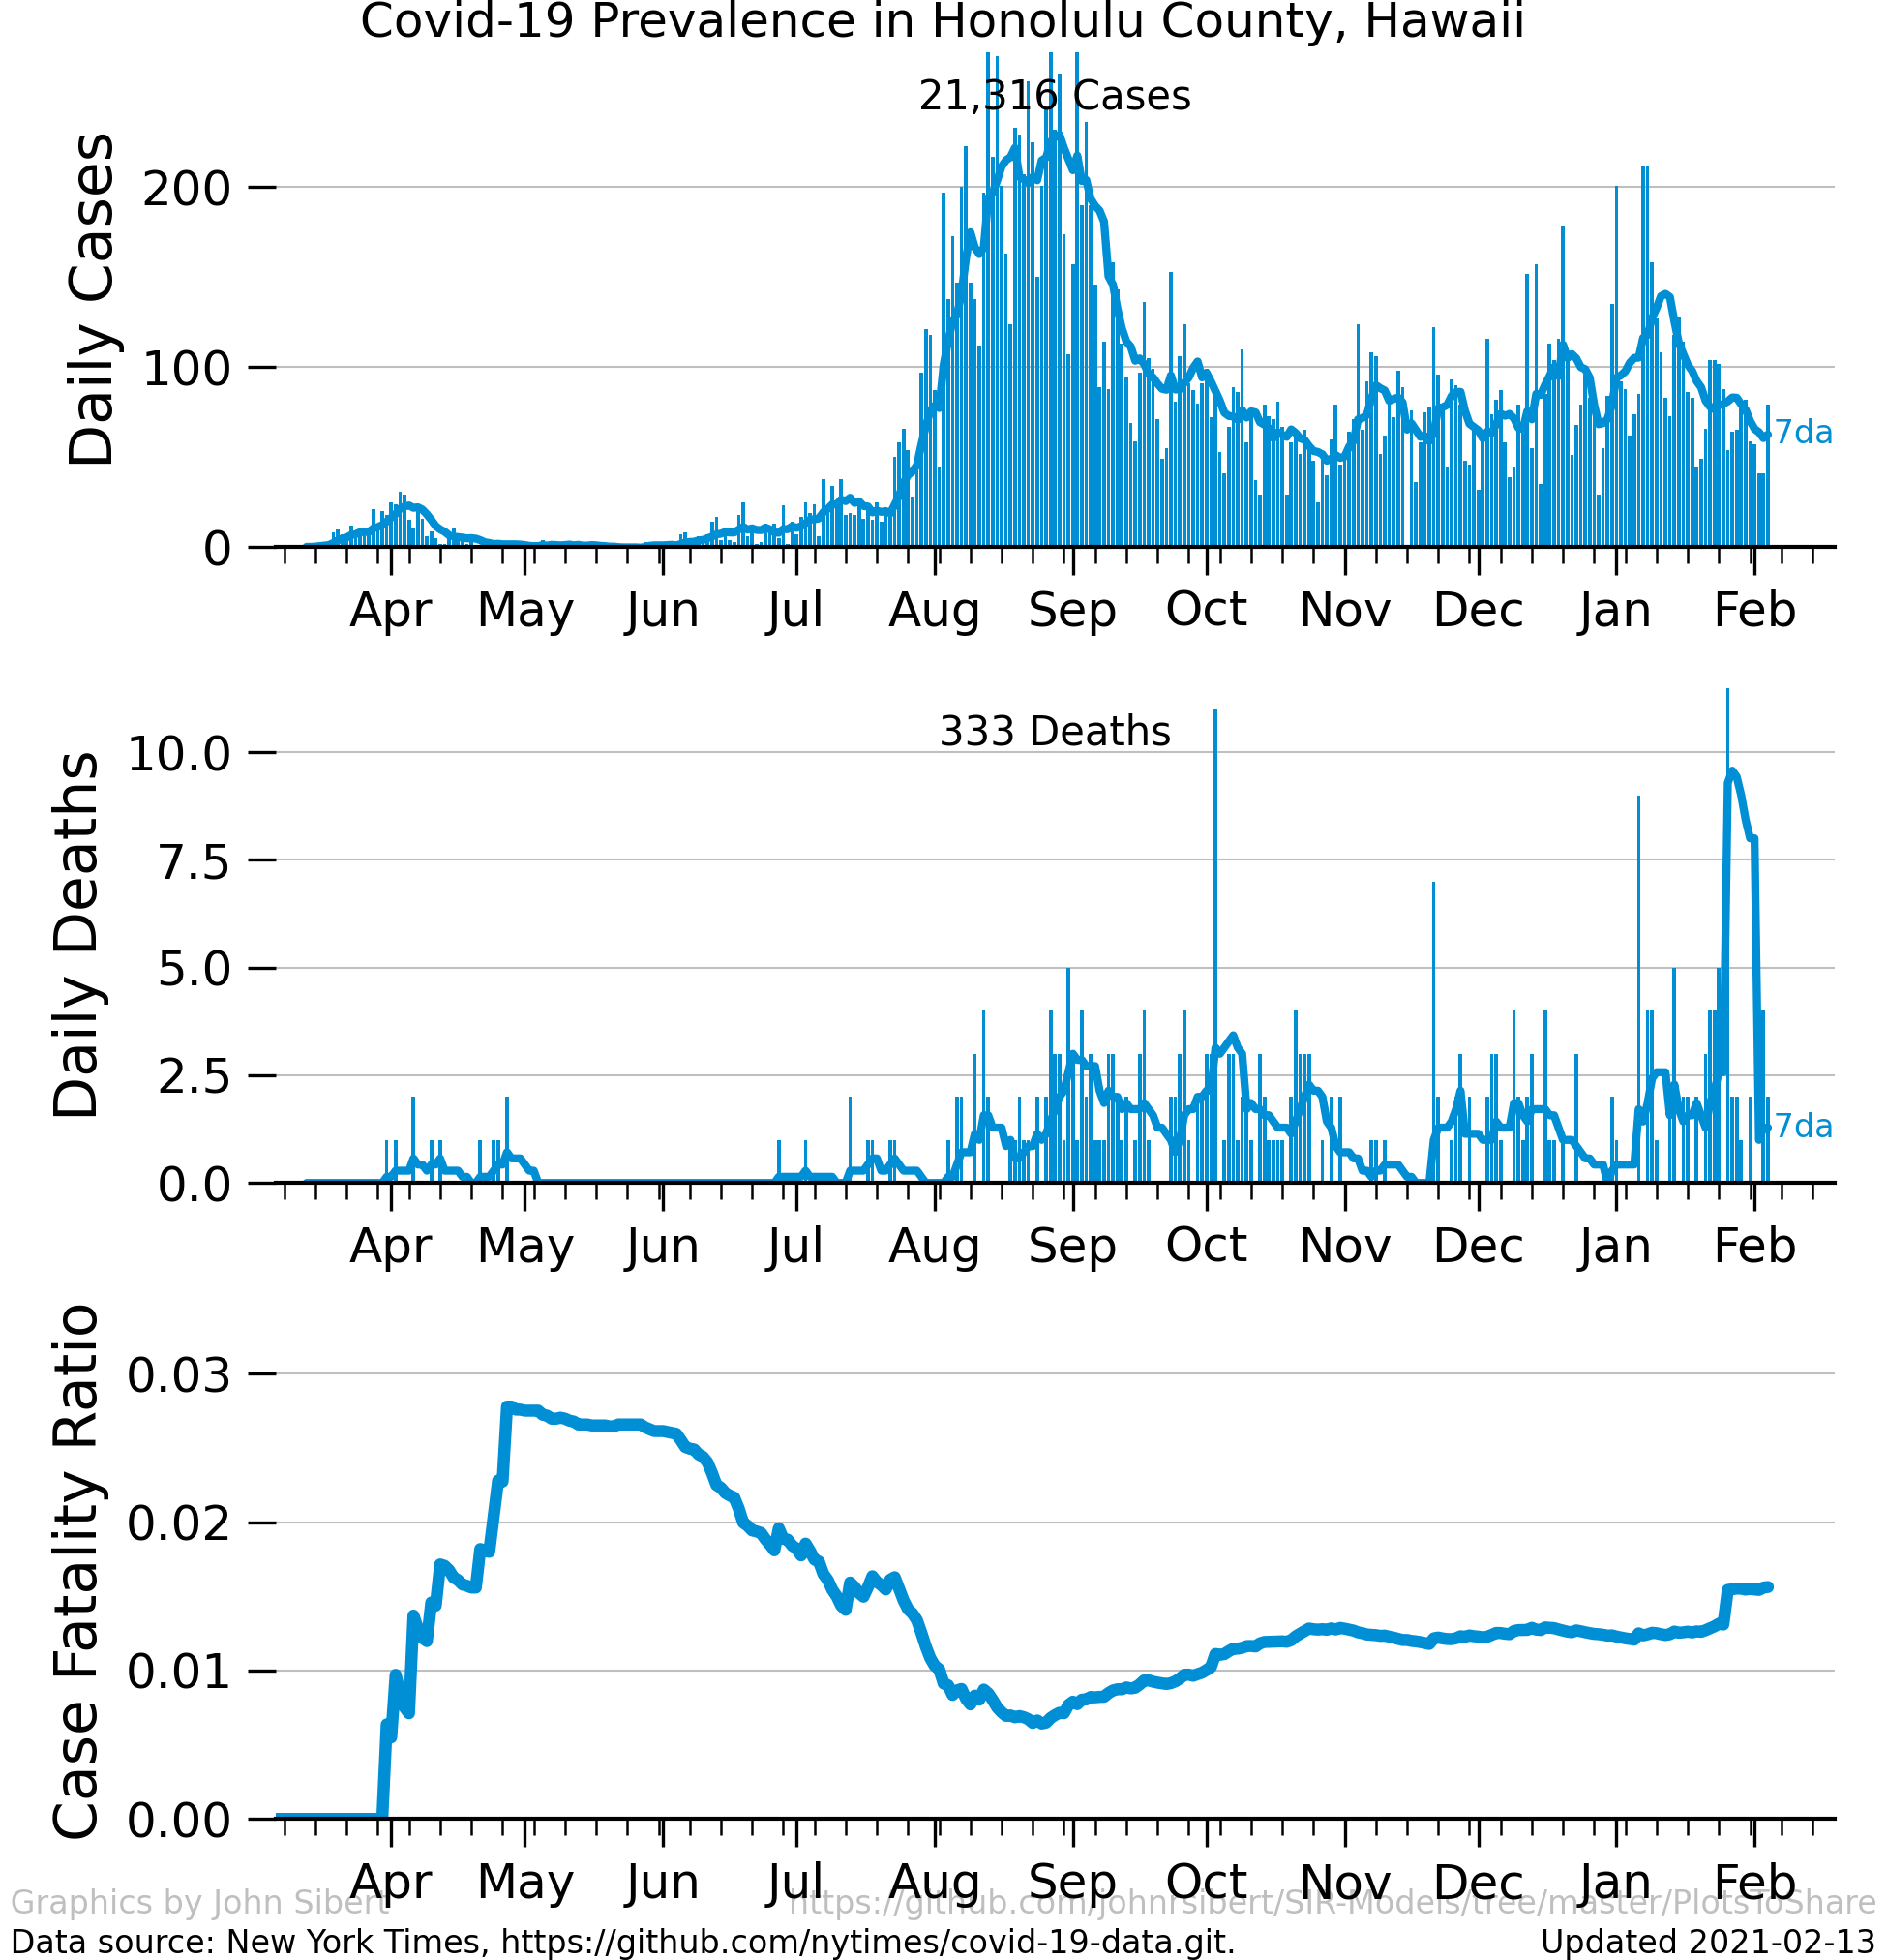 Covid-19 Prevalence in Honolulu County, Hawaii
21,316 Cases
Daily Cases
200
100
0
7da
Apr May Jun Jul Aug Sep Oct Nov Dec Jan Feb
333 Deaths
Daily Deaths
10.0
7.5
5.0
2.5
0.0
7da
Apr May Jun Jul Aug Sep Oct Nov Dec Jan Feb
Case Fatality Ratio
0.03
0.02
0.01
0.00
Apr May Jun Jul Aug Sep Oct Nov Dec Jan Feb
Graphics by John Sibert https://github.com/johnrsibert/SIR-Models/tree/master/PlotsToShare
Data source: New York Times, https://github.com/nytimes/covid-19-data.git. Updated 2021-02-13